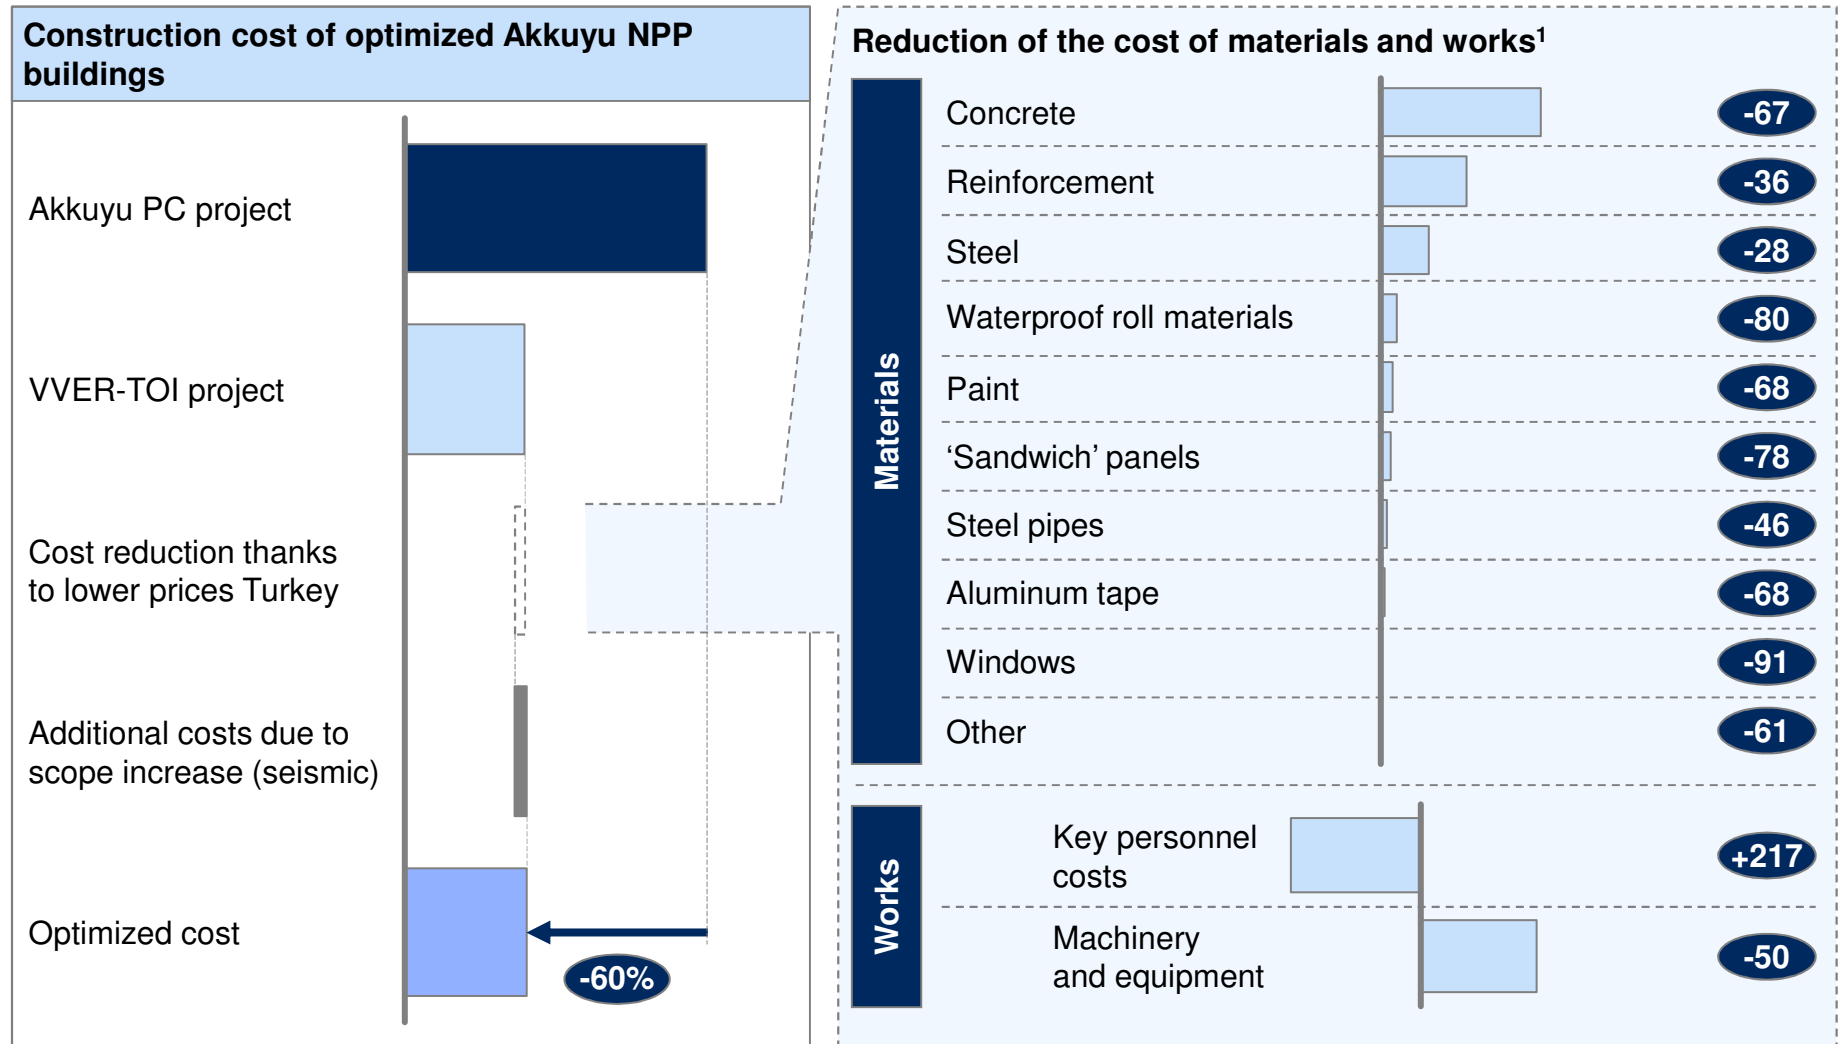 Construction cost of optimized Akkuyu NPP
buildings
Akkuyu PC project
VVER-TOI project
Cost reduction thanks
to lower prices Turkey
Additional costs due to
scope increase (seismic)
Optimized cost
-60%
Reduction of the cost of materials and works¹
Materials
Concrete
-67
Reinforcement
-36
Steel
-28
Waterproof roll materials
-80
Paint
-68
‘Sandwich’ panels
-78
Steel pipes
-46
Aluminum tape
-68
Windows
-91
Other
-61
Works
Key personnel
costs
+217
Machinery
and equipment
-50